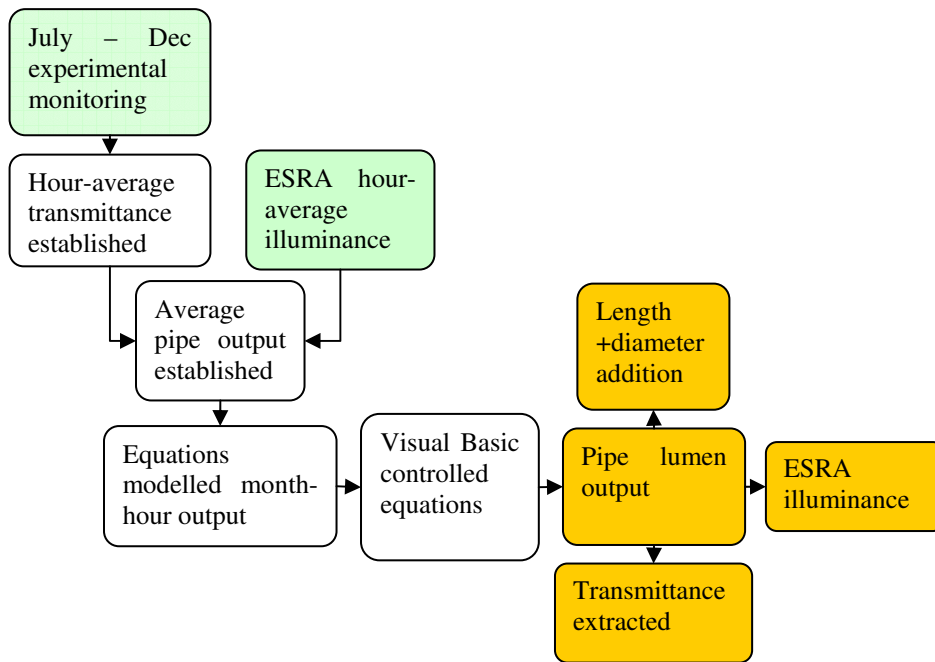 July – Dec
experimental
monitoring
Hour-average
transmittance
established
ESRA hour-
average
illuminance
Average
pipe output
established
Length
+diameter
addition
Equations
modelled month-
hour output
Visual Basic
controlled
equations
Pipe lumen
output
ESRA
illuminance
Transmittance
extracted